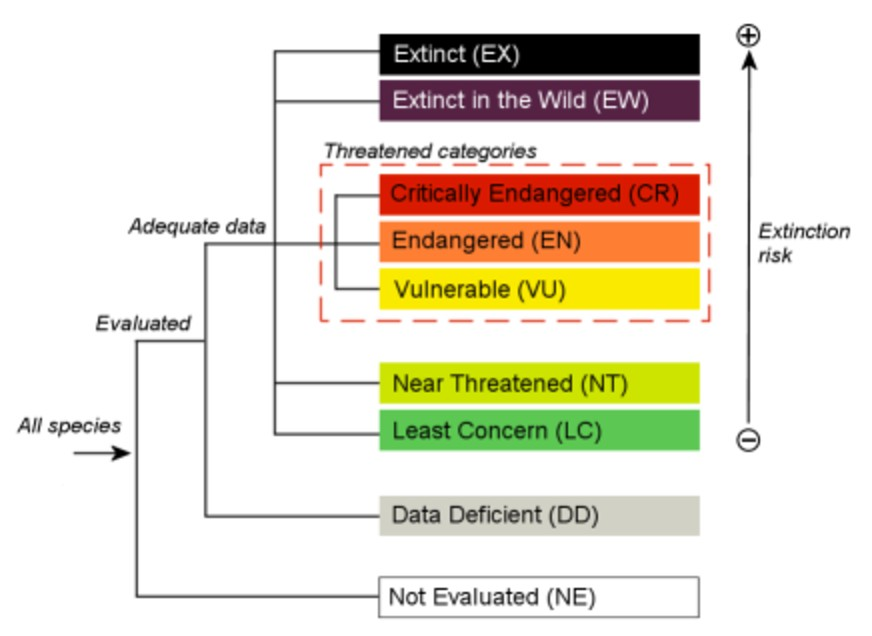 Extinct (EX)
Extinct in the Wild (EW)
Threatened categories
Critically Endangered (CR)
Adequate data
Endangered (EN)
Extinction
risk
Vulnerable (VU)
Evaluated
Near Threatened (NT)
All species
Least Concern (LC)
Data Deficient (DD)
Not Evaluated (NE)